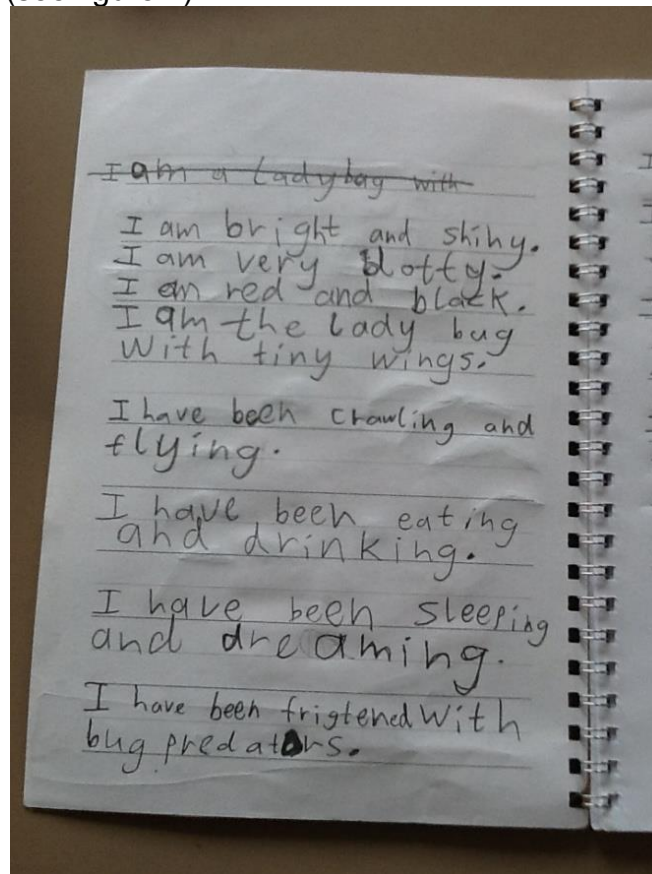 I am a ladybag with
I am bright and shiny.
I am very blotty.
I am red and black.
I am the lady bug
With tiny wings.
I have been crawling and
flying.
I have been eating
and drinking.
I have been sleeping
and dreaming.
I have been frigtened With
bug predators.